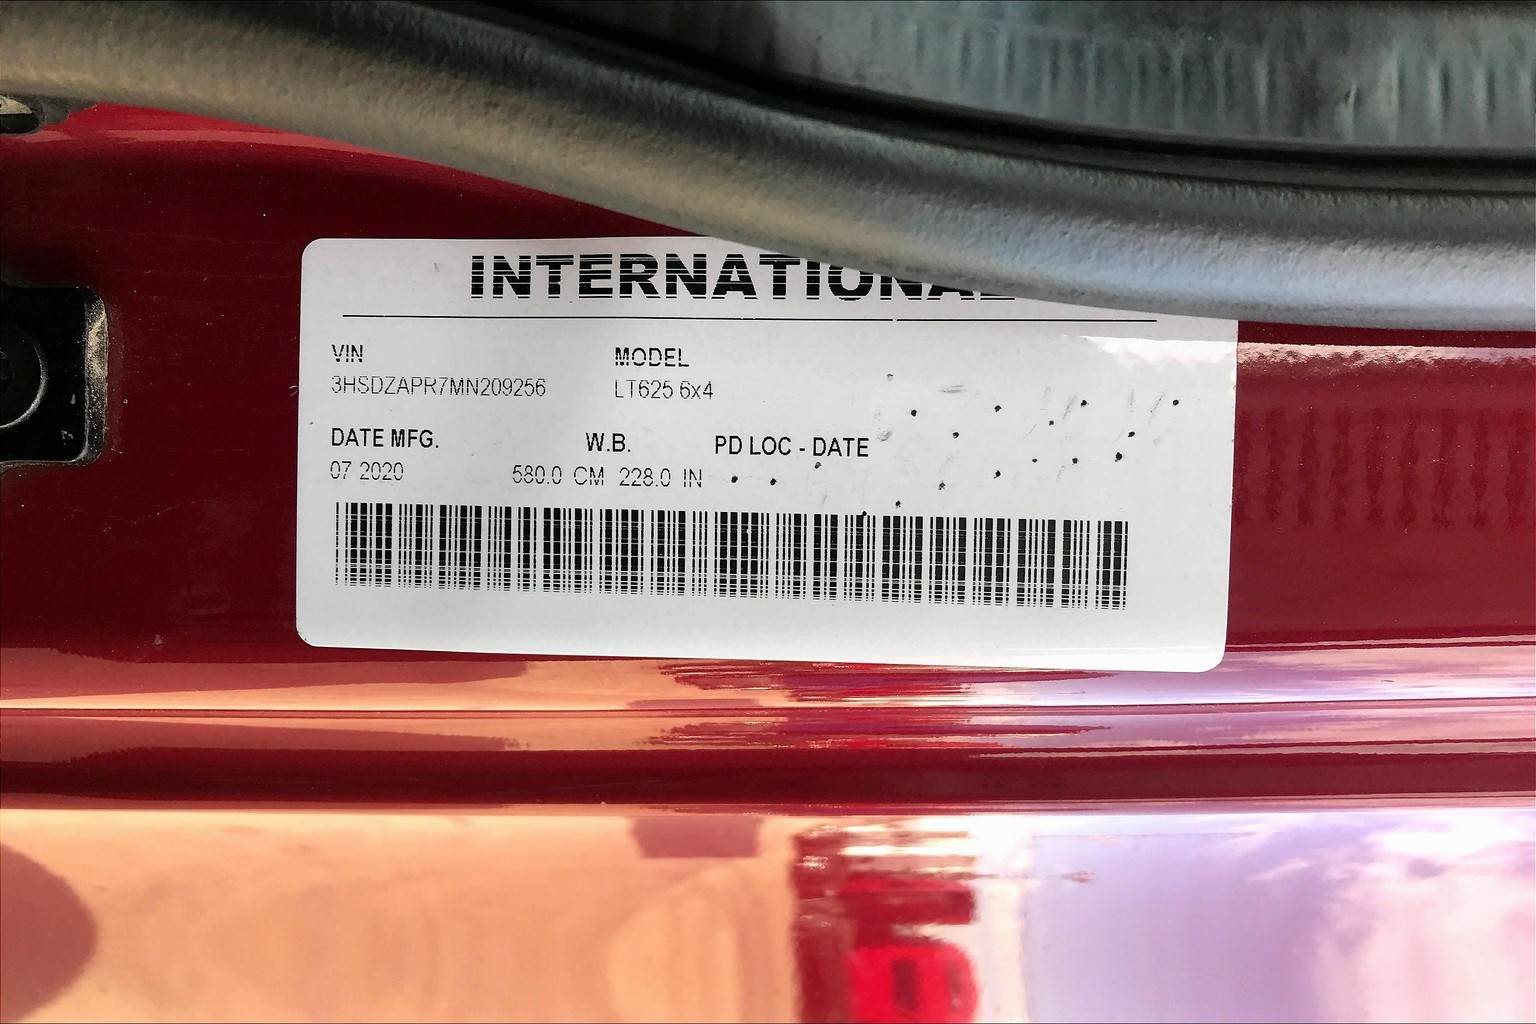 INTERNATIONAL
VIN MODEL
3HSDZAPR7MN209256 LT625 6x4
DATE MFG. W.B. PD LOC - DATE
07 2020 580.0 CM 228.0 IN